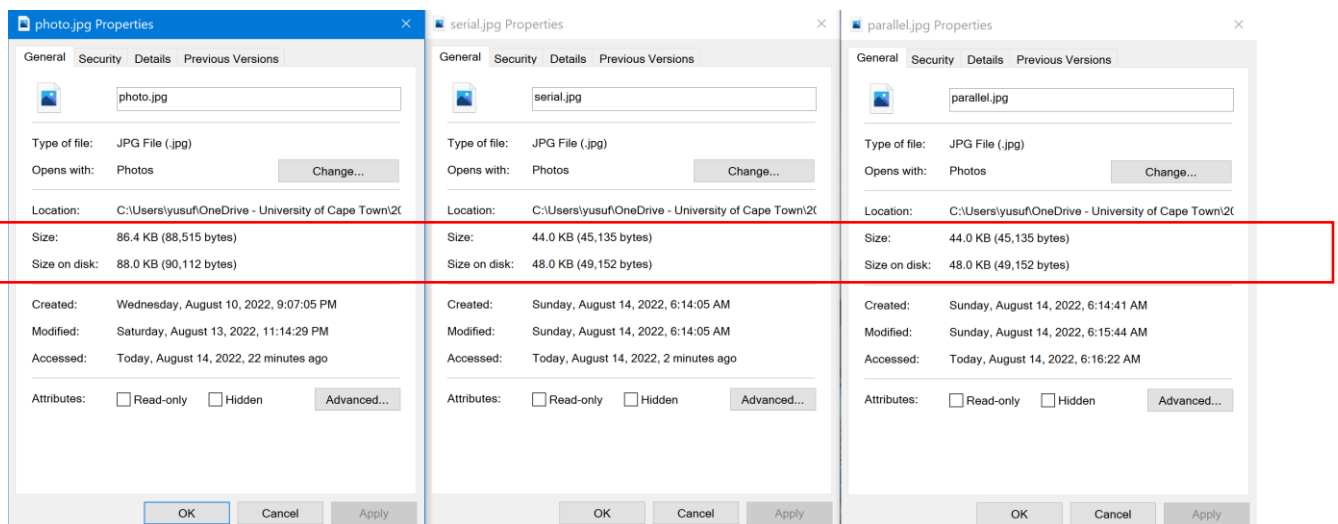 photo.jpg Properties
General Security Details Previous Versions
photo.jpg
Type of file: JPG File (.jpg)
Opens with: Photos Change...
Location: C:\Users\yusuf\OneDrive - University of Cape Town\2(
Size: 86.4 KB (88,515 bytes)
Size on disk: 88.0 KB (90,112 bytes)
Created: Wednesday, August 10, 2022, 9:07:05 PM
Modified: Saturday, August 13, 2022, 11:14:29 PM
Accessed: Today, August 14, 2022, 22 minutes ago
Attributes: Read-only Hidden Advanced...
OK Cancel Apply
serial.jpg Properties
General Security Details Previous Versions
serial.jpg
Type of file: JPG File (.jpg)
Opens with: Photos Change...
Location: C:\Users\yusuf\OneDrive - University of Cape Town\2(
Size: 44.0 KB (45,135 bytes)
Size on disk: 48.0 KB (49,152 bytes)
Created: Sunday, August 14, 2022, 6:14:05 AM
Modified: Sunday, August 14, 2022, 6:14:05 AM
Accessed: Today, August 14, 2022, 2 minutes ago
Attributes: Read-only Hidden Advanced...
OK Cancel Apply
parallel.jpg Properties
General Security Details Previous Versions
parallel.jpg
Type of file: JPG File (.jpg)
Opens with: Photos Change...
Location: C:\Users\yusuf\OneDrive - University of Cape Town\2(
Size: 44.0 KB (45,135 bytes)
Size on disk: 48.0 KB (49,152 bytes)
Created: Sunday, August 14, 2022, 6:14:41 AM
Modified: Sunday, August 14, 2022, 6:15:44 AM
Accessed: Today, August 14, 2022, 6:16:22 AM
Attributes: Read-only Hidden Advanced...
OK Cancel Apply